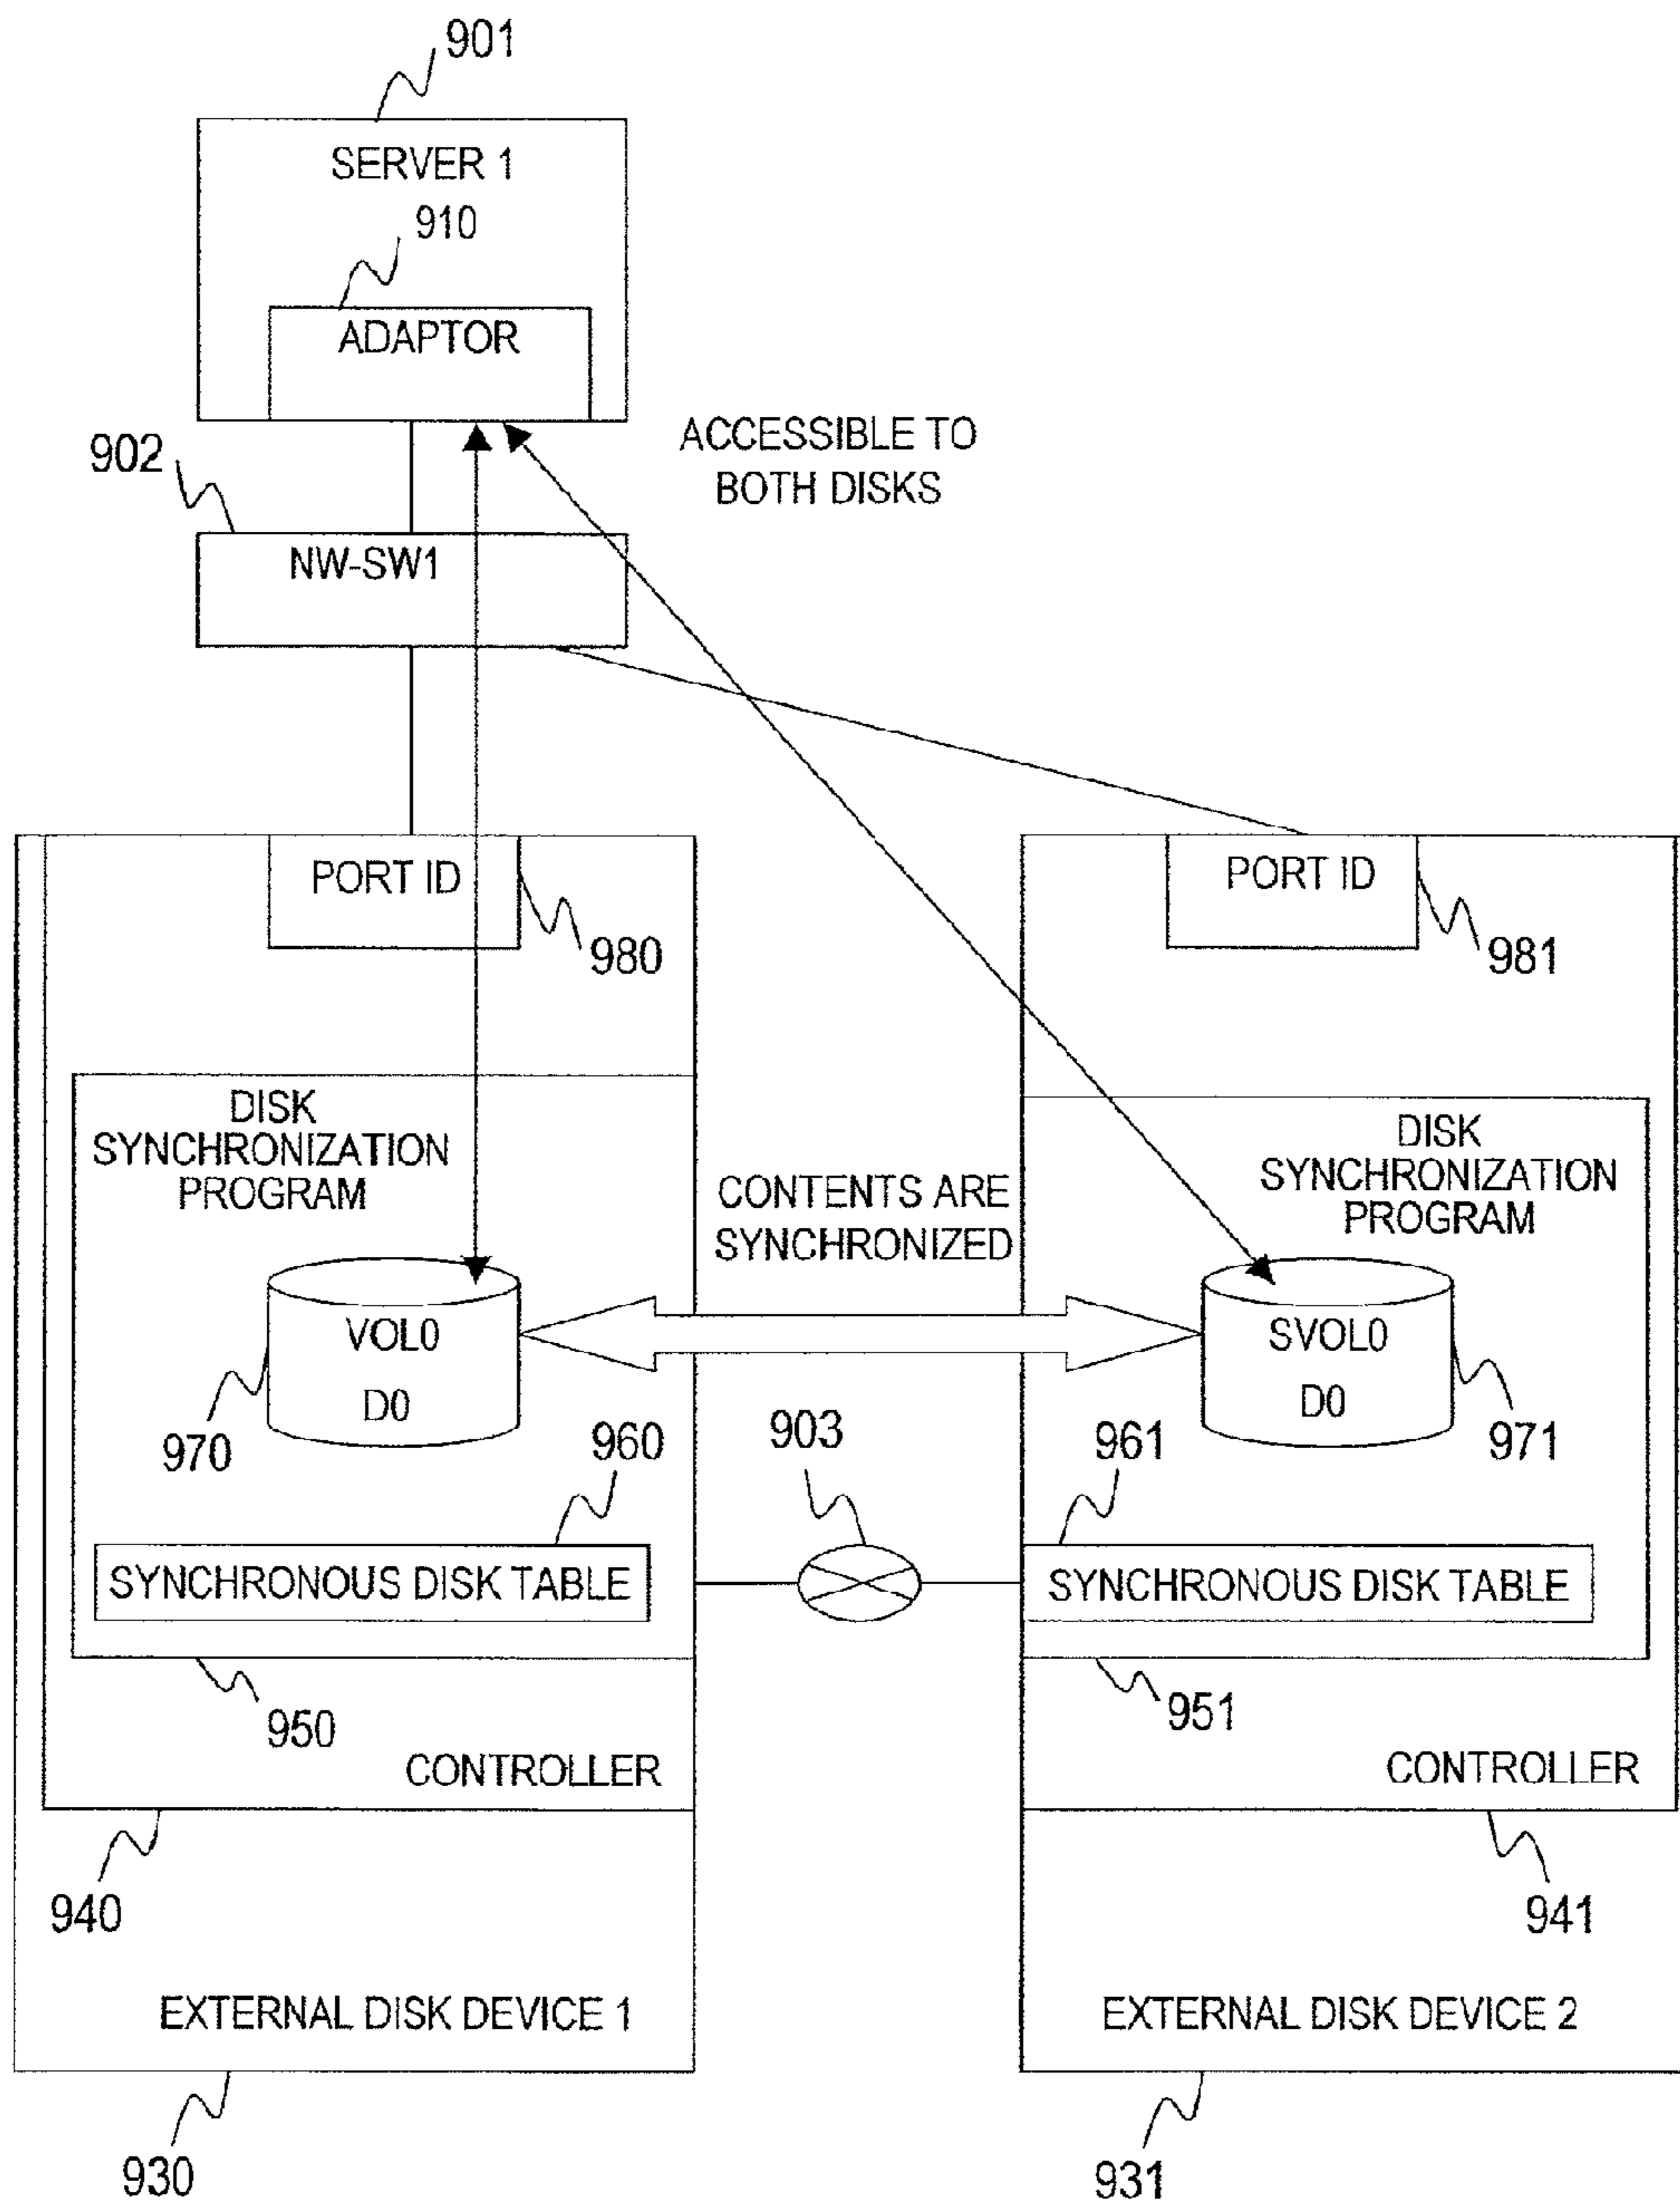 901
SERVER 1
910
ADAPTOR
ACCESSIBLE TO
BOTH DISKS
902
NW-SW1
PORT ID
980
PORT ID
981
DISK
SYNCHRONIZATION
PROGRAM
DISK
SYNCHRONIZATION
PROGRAM
CONTENTS ARE
SYNCHRONIZED
VOL0
D0
SVOL0
D0
970
960
903
961
971
SYNCHRONOUS DISK TABLE
SYNCHRONOUS DISK TABLE
950
951
CONTROLLER
CONTROLLER
940
941
EXTERNAL DISK DEVICE 1
EXTERNAL DISK DEVICE 2
930
931